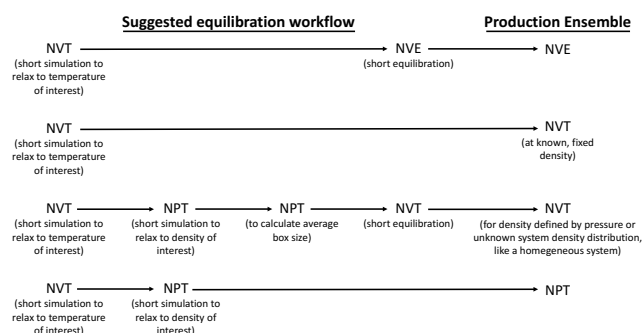 Suggested equilibration workflow Production Ensemble
NVT NVE NVE
(short simulation to (short equilibration)
relax to temperature
of interest)
NVT NVT
(short simulation to (at known, fixed
relax to temperature density)
of interest)
NVT NPT NPT NVT NVT
(short simulation to (short simulation to (to calculate average (short equilibration) (for density defined by pressure or
relax to temperature relax to density of box size) unknown system density distribution,
of interest) interest) like a homegeneous system)
NVT NPT NPT
(short simulation to (short simulation to
relax to temperature relax to density of
of interest) interest)